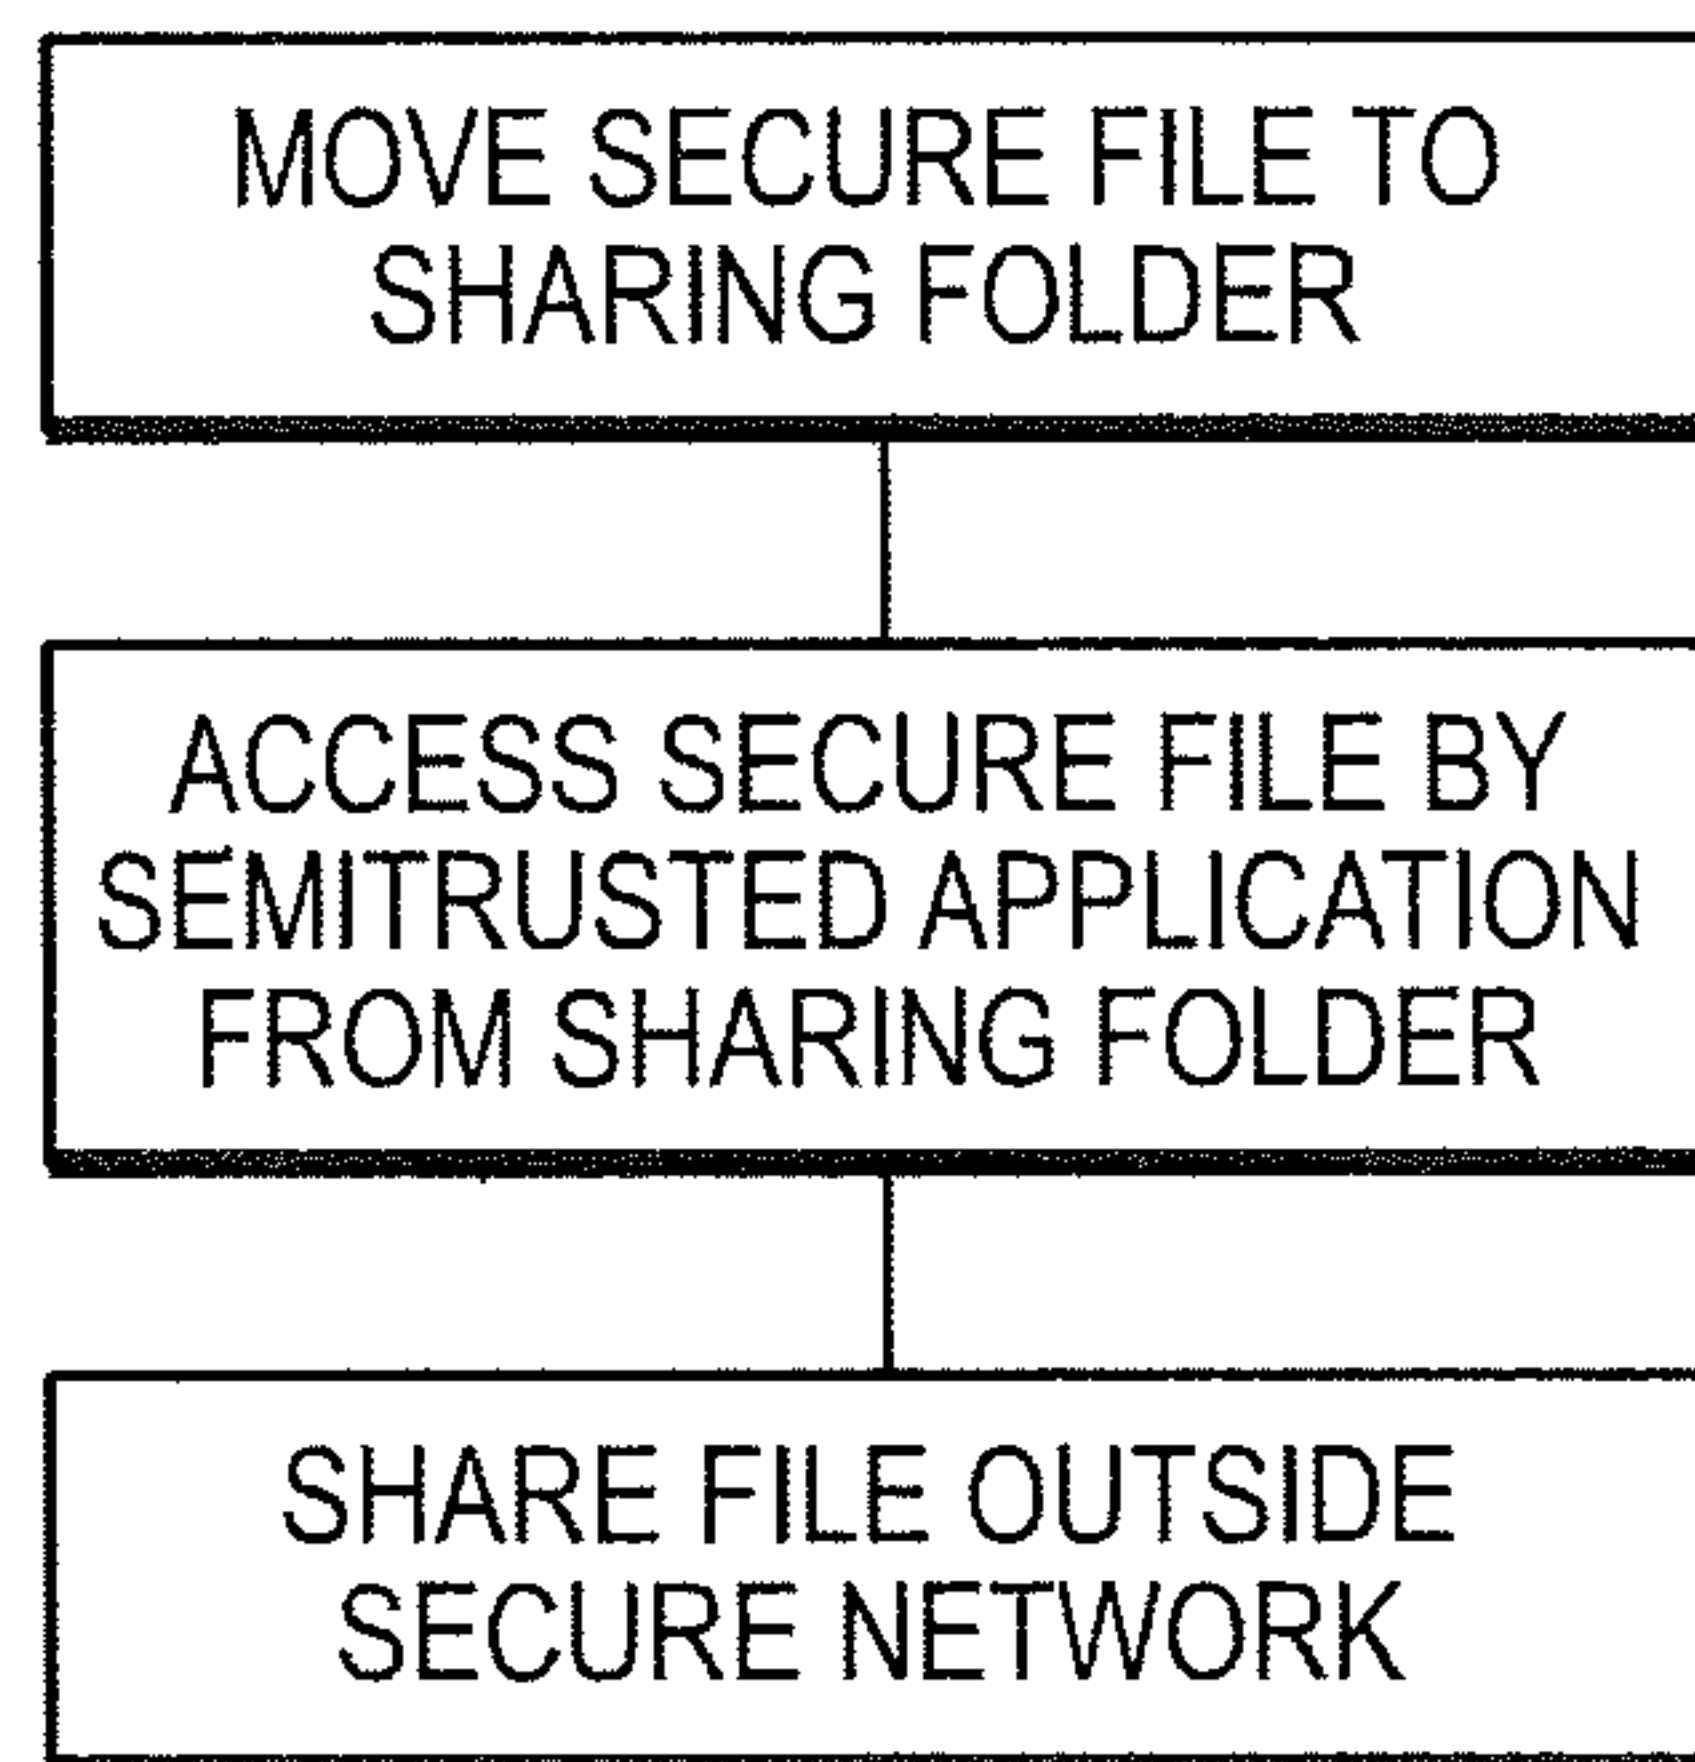 MOVE SECURE FILE TO
SHARING FOLDER
ACCESS SECURE FILE BY
SEMITRUSTED APPLICATION
FROM SHARING FOLDER
SHARE FILE OUTSIDE
SECURE NETWORK